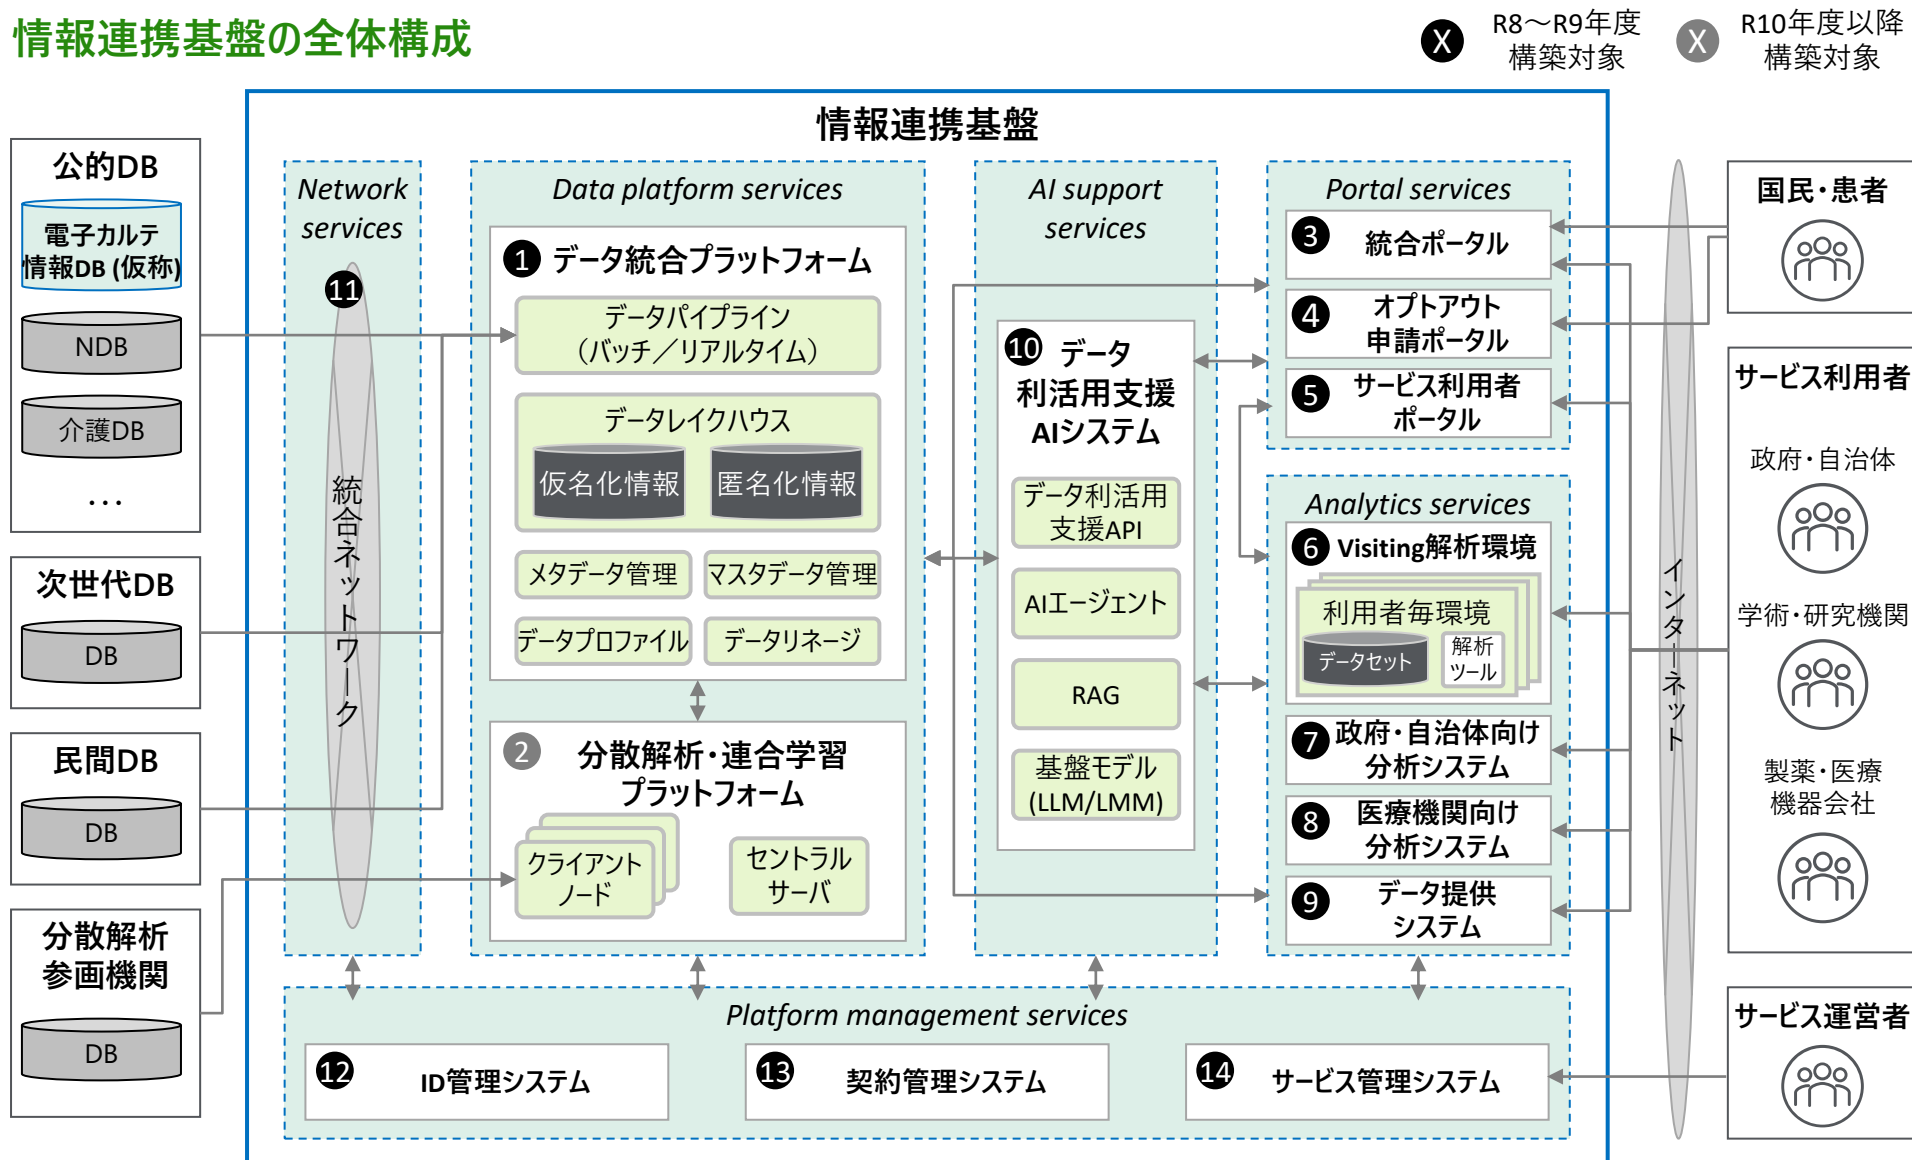 情報連携基盤の全体構成
X
R8～R9年度
構築対象
X
R10年度以降
構築対象
情報連携基盤
公的DB
電子カルテ
情報DB (仮称)
NDB
介護DB
…
次世代DB
DB
民間DB
DB
分散解析
参画機関
DB
Network
services
11
統合ネットワーク
Data platform services
1 データ統合プラットフォーム
データパイプライン
（バッチ／リアルタイム）
データレイクハウス
仮名化情報
匿名化情報
メタデータ管理
マスタデータ管理
データプロファイル
データリネージ
2 分散解析・連合学習
プラットフォーム
クライアント
ノード
セントラル
サーバ
AI support
services
10 データ
利活用支援
AIシステム
データ利活用
支援API
AIエージェント
RAG
基盤モデル
(LLM/LMM)
Portal services
3 統合ポータル
4 オプトアウト
申請ポータル
5 サービス利用者
ポータル
Analytics services
6 Visiting解析環境
利用者毎環境
データセット
解析
ツール
7 政府・自治体向け
分析システム
8 医療機関向け
分析システム
9 データ提供
システム
Platform management services
12 ID管理システム
13 契約管理システム
14 サービス管理システム
インターネット
国民・患者
サービス利用者
政府・自治体
学術・研究機関
製薬・医療
機器会社
サービス運営者